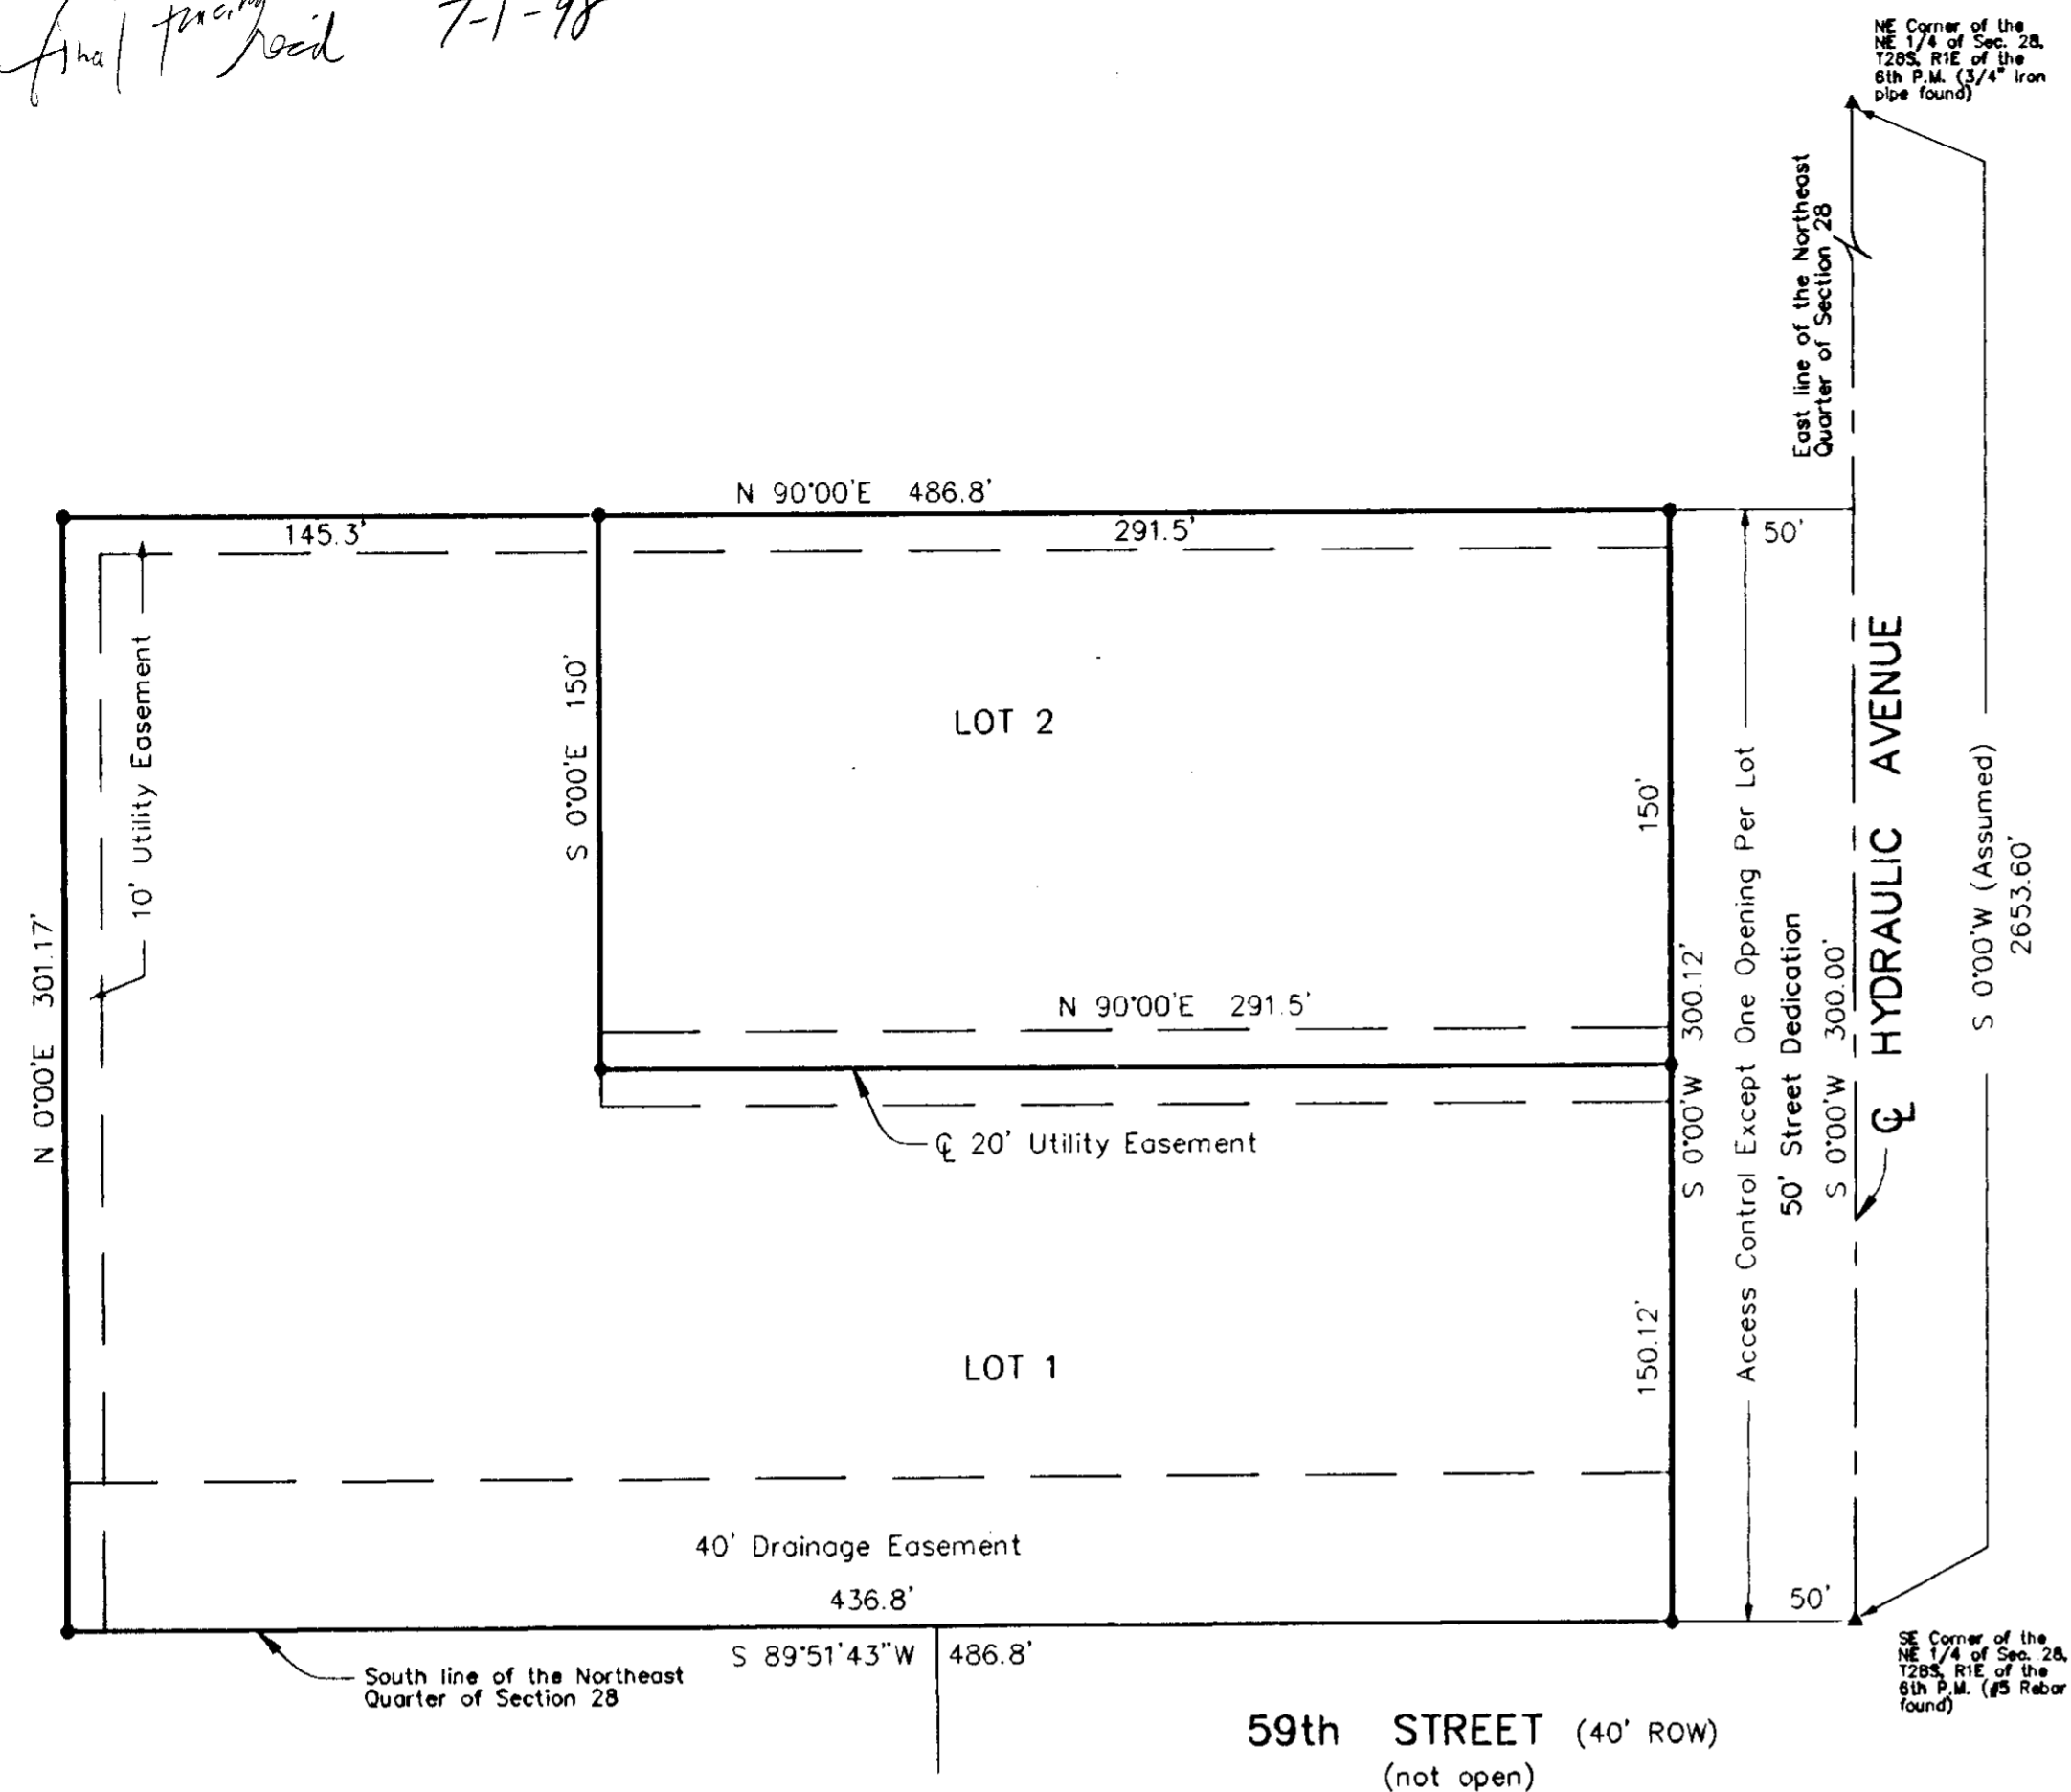 final tracing rec'd 7-1-98
NE Corner of the
NE 1/4 of Sec. 28,
T28S, R1E of the
6th P.M. (3/4" iron
pipe found)
East line of the Northeast
Quarter of Section 28
N 90°00'E 486.8'
145.3'
291.5'
50'
10' Utility Easement
S 0°00'E 150'
LOT 2
150'
N 0°00'E 301.17'
N 90°00'E 291.5'
℄ 20' Utility Easement
S 0°00'W 300.12'
Access Control Except One Opening Per Lot
50' Street Dedication
S 0°00'W 300.00'
℄ HYDRAULIC AVENUE
S 0°00'W (Assumed)
2653.60'
LOT 1
150.12'
40' Drainage Easement
436.8'
50'
S 89°51'43"W 486.8'
South line of the Northeast
Quarter of Section 28
SE Corner of the
NE 1/4 of Sec. 28,
T28S, R1E of the
6th P.M. (#5 Rebar
found)
59th STREET (40' ROW)
(not open)